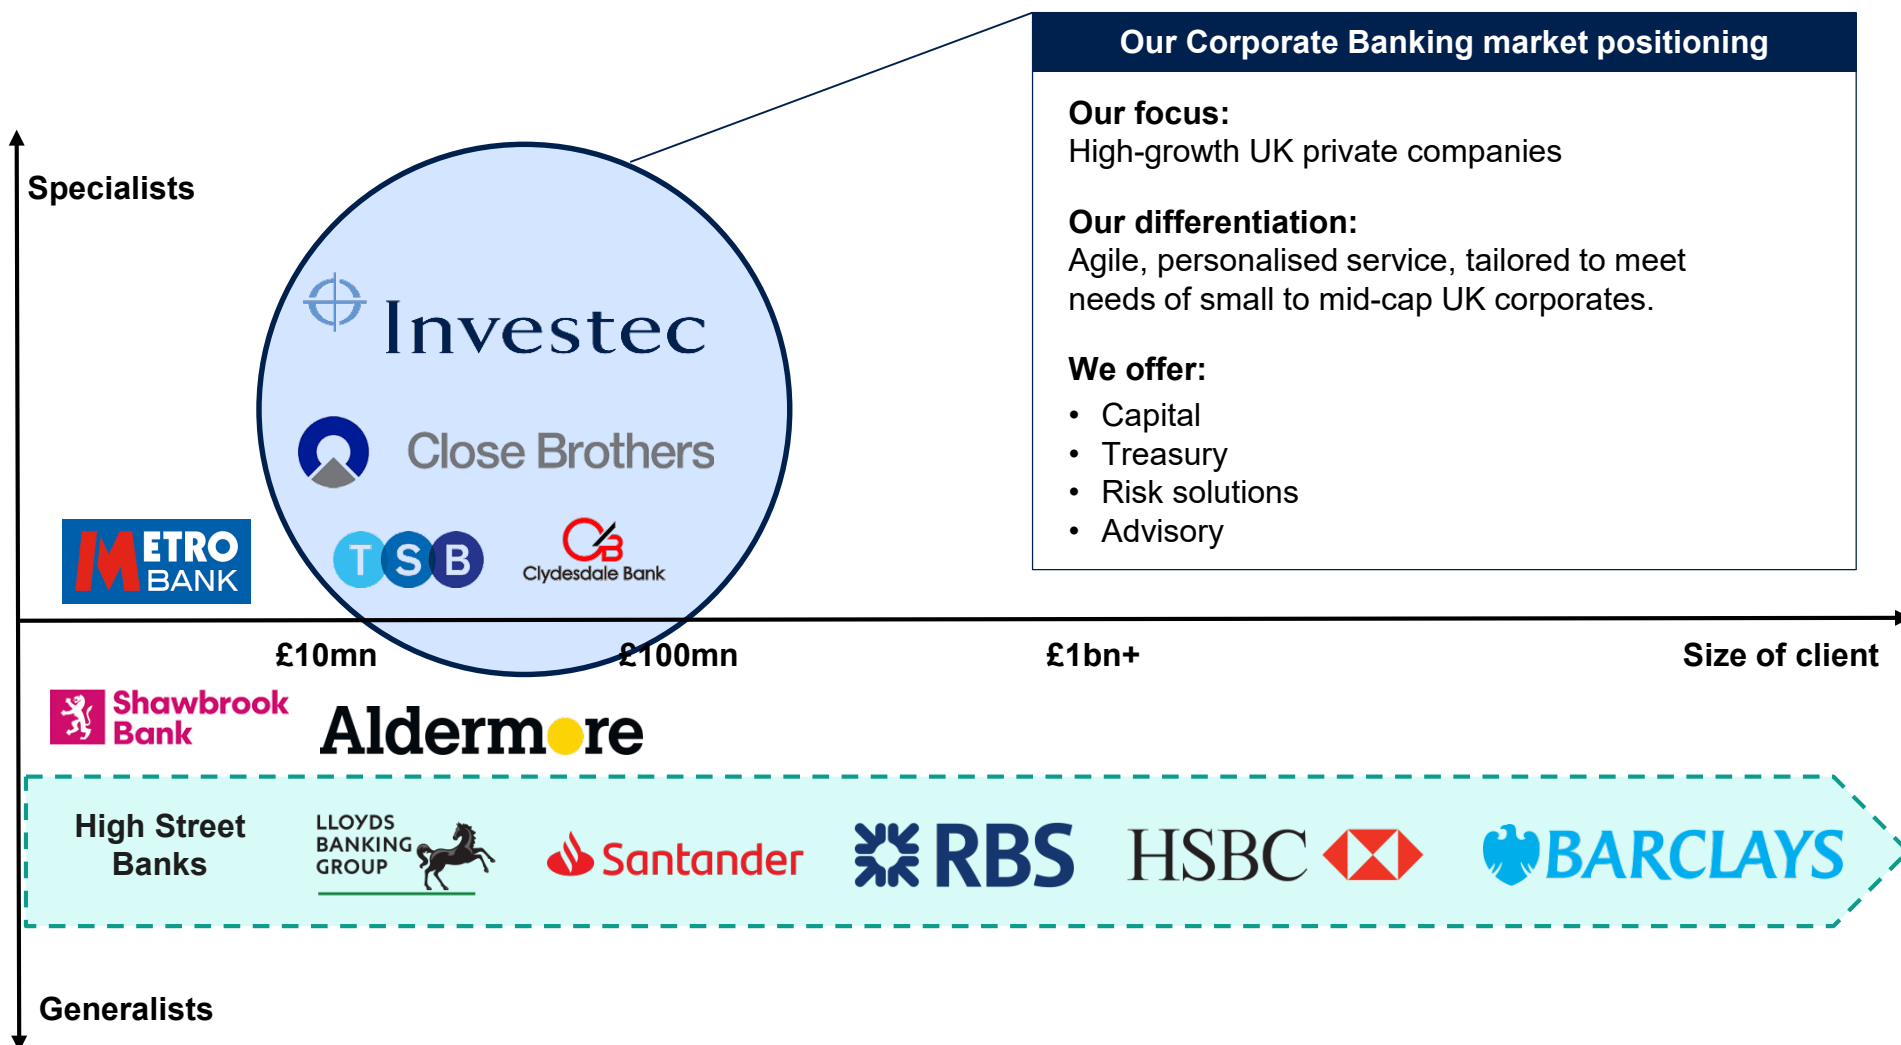 Our Corporate Banking market positioning
Our focus:
High-growth UK private companies
Our differentiation:
Agile, personalised service, tailored to meet
needs of small to mid-cap UK corporates.
We offer:
• Capital
• Treasury
• Risk solutions
• Advisory
Specialists
Investec
Close Brothers
METRO
BANK
TSB
CB
Clydesdale Bank
£10mn
£100mn
£1bn+
Size of client
Shawbrook
Bank
Aldermore
High Street
Banks
LLOYDS
BANKING
GROUP
Santander
RBS
HSBC
BARCLAYS
Generalists